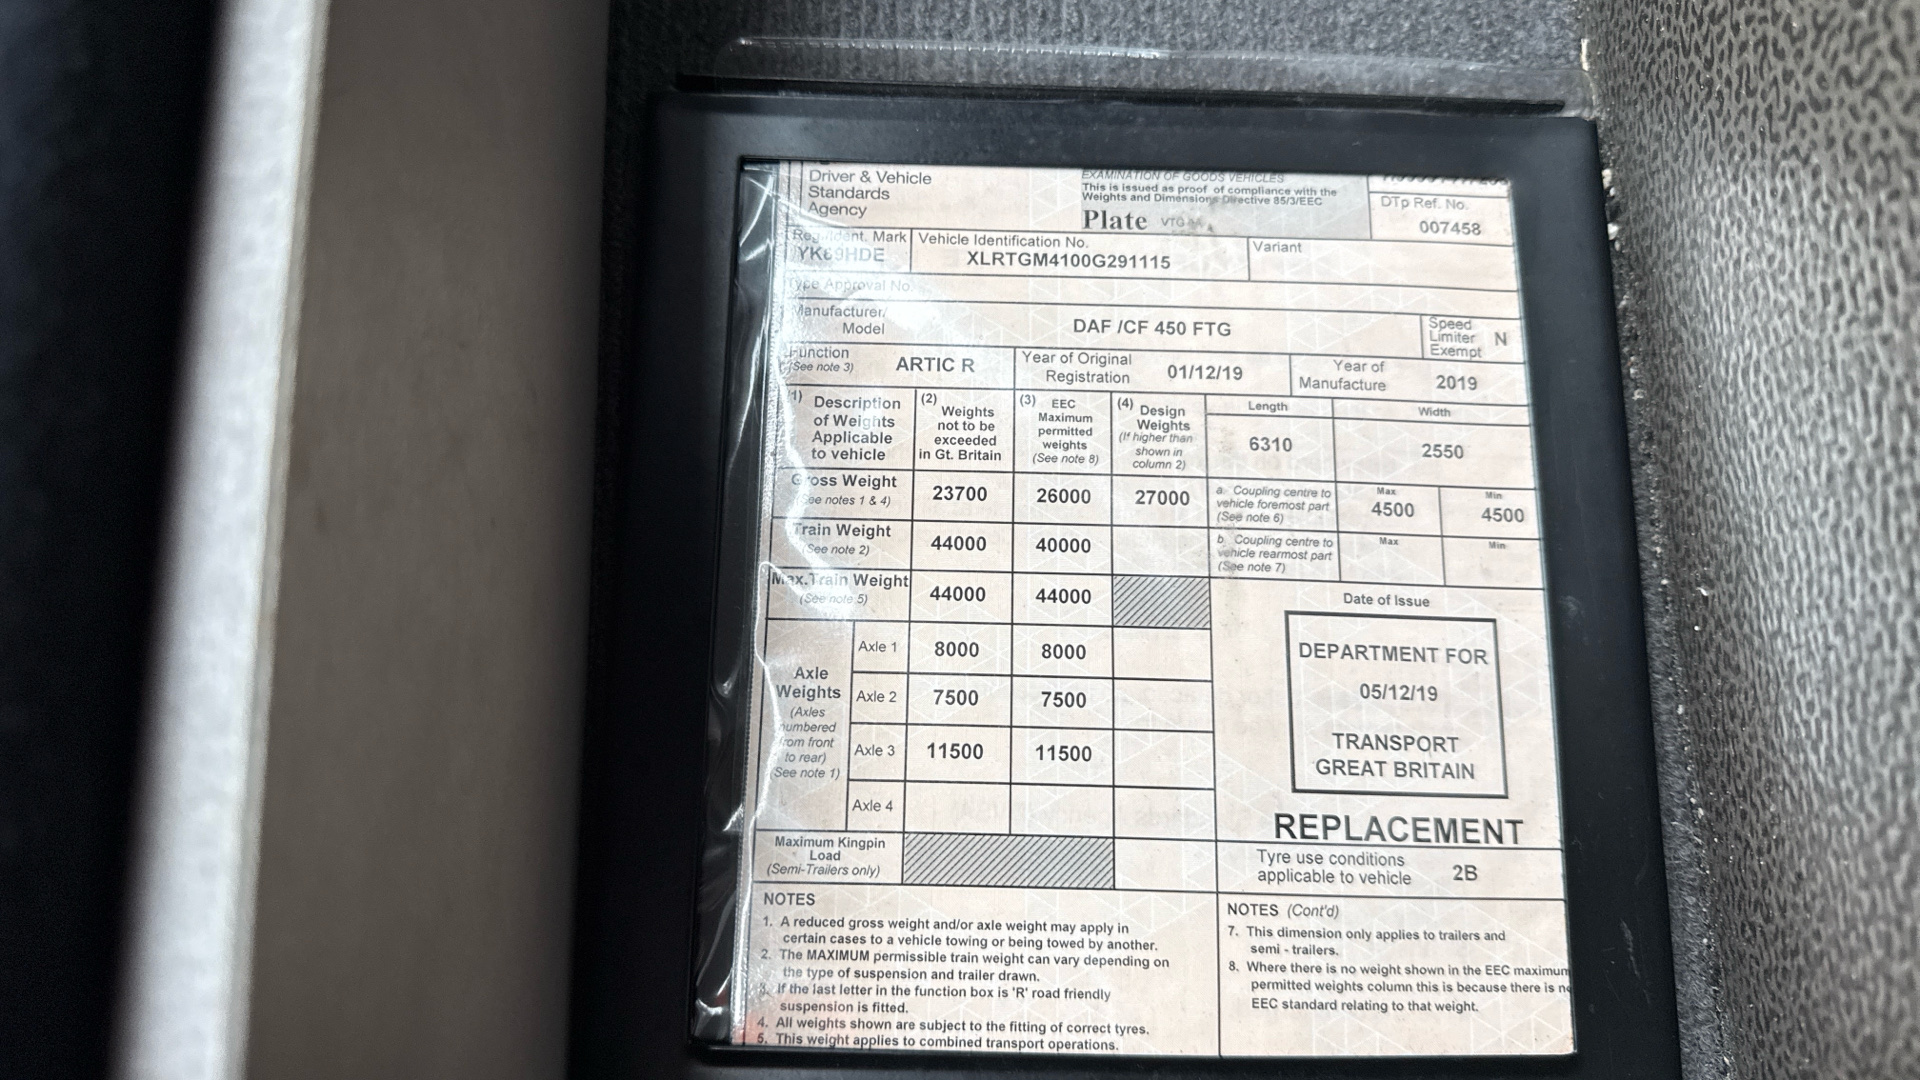 Driver & Vehicle
Standards
Agency
EXAMINATION OF GOODS VEHICLES
This is issued as proof of compliance with the
Weights and Dimensions Directive 85/3/EEC
Plate
DTp Ref. No.
007458
Mark
YK69HDE
Vehicle Identification No.
XLRTGM4100G291115
Variant
Type Approval No.
Manufacturer/
Model
DAF /CF 450 FTG
Speed
Limiter
Exempt
N
Function
(See note 3)
ARTIC R
Year of Original
Registration
01/12/19
Year of
Manufacture
2019
(1) Description
of Weights
Applicable
to vehicle
(2) Weights
not to be
exceeded
in Gt. Britain
(3) EEC
Maximum
permitted
weights
(See note 8)
(4) Design
Weights
(If higher than
shown in
column 2)
Length
6310
Width
2550
Gross Weight
(See notes 1 & 4)
23700
26000
27000
a. Coupling centre to
vehicle foremost part
(See note 6)
Max
4500
Min
4500
Train Weight
(See note 2)
44000
40000
b. Coupling centre to
vehicle rearmost part
(See note 7)
Max
Min
Max.Train Weight
(See note 5)
44000
44000
Date of Issue
DEPARTMENT FOR
05/12/19
TRANSPORT
GREAT BRITAIN
Axle
Weights
(Axles
numbered
from front
to rear)
See note 1)
Axle 1
8000
8000
Axle 2
7500
7500
Axle 3
11500
11500
Axle 4
REPLACEMENT
Maximum Kingpin
Load
(Semi-Trailers only)
Tyre use conditions
applicable to vehicle
2B
NOTES
1. A reduced gross weight and/or axle weight may apply in
certain cases to a vehicle towing or being towed by another.
2. The MAXIMUM permissible train weight can vary depending on
the type of suspension and trailer drawn.
3. If the last letter in the function box is 'R' road friendly
suspension is fitted.
4. All weights shown are subject to the fitting of correct tyres.
5. This weight applies to combined transport operations.
NOTES (Cont'd)
7. This dimension only applies to trailers and
semi - trailers.
8. Where there is no weight shown in the EEC maximum
permitted weights column this is because there is no
EEC standard relating to that weight.